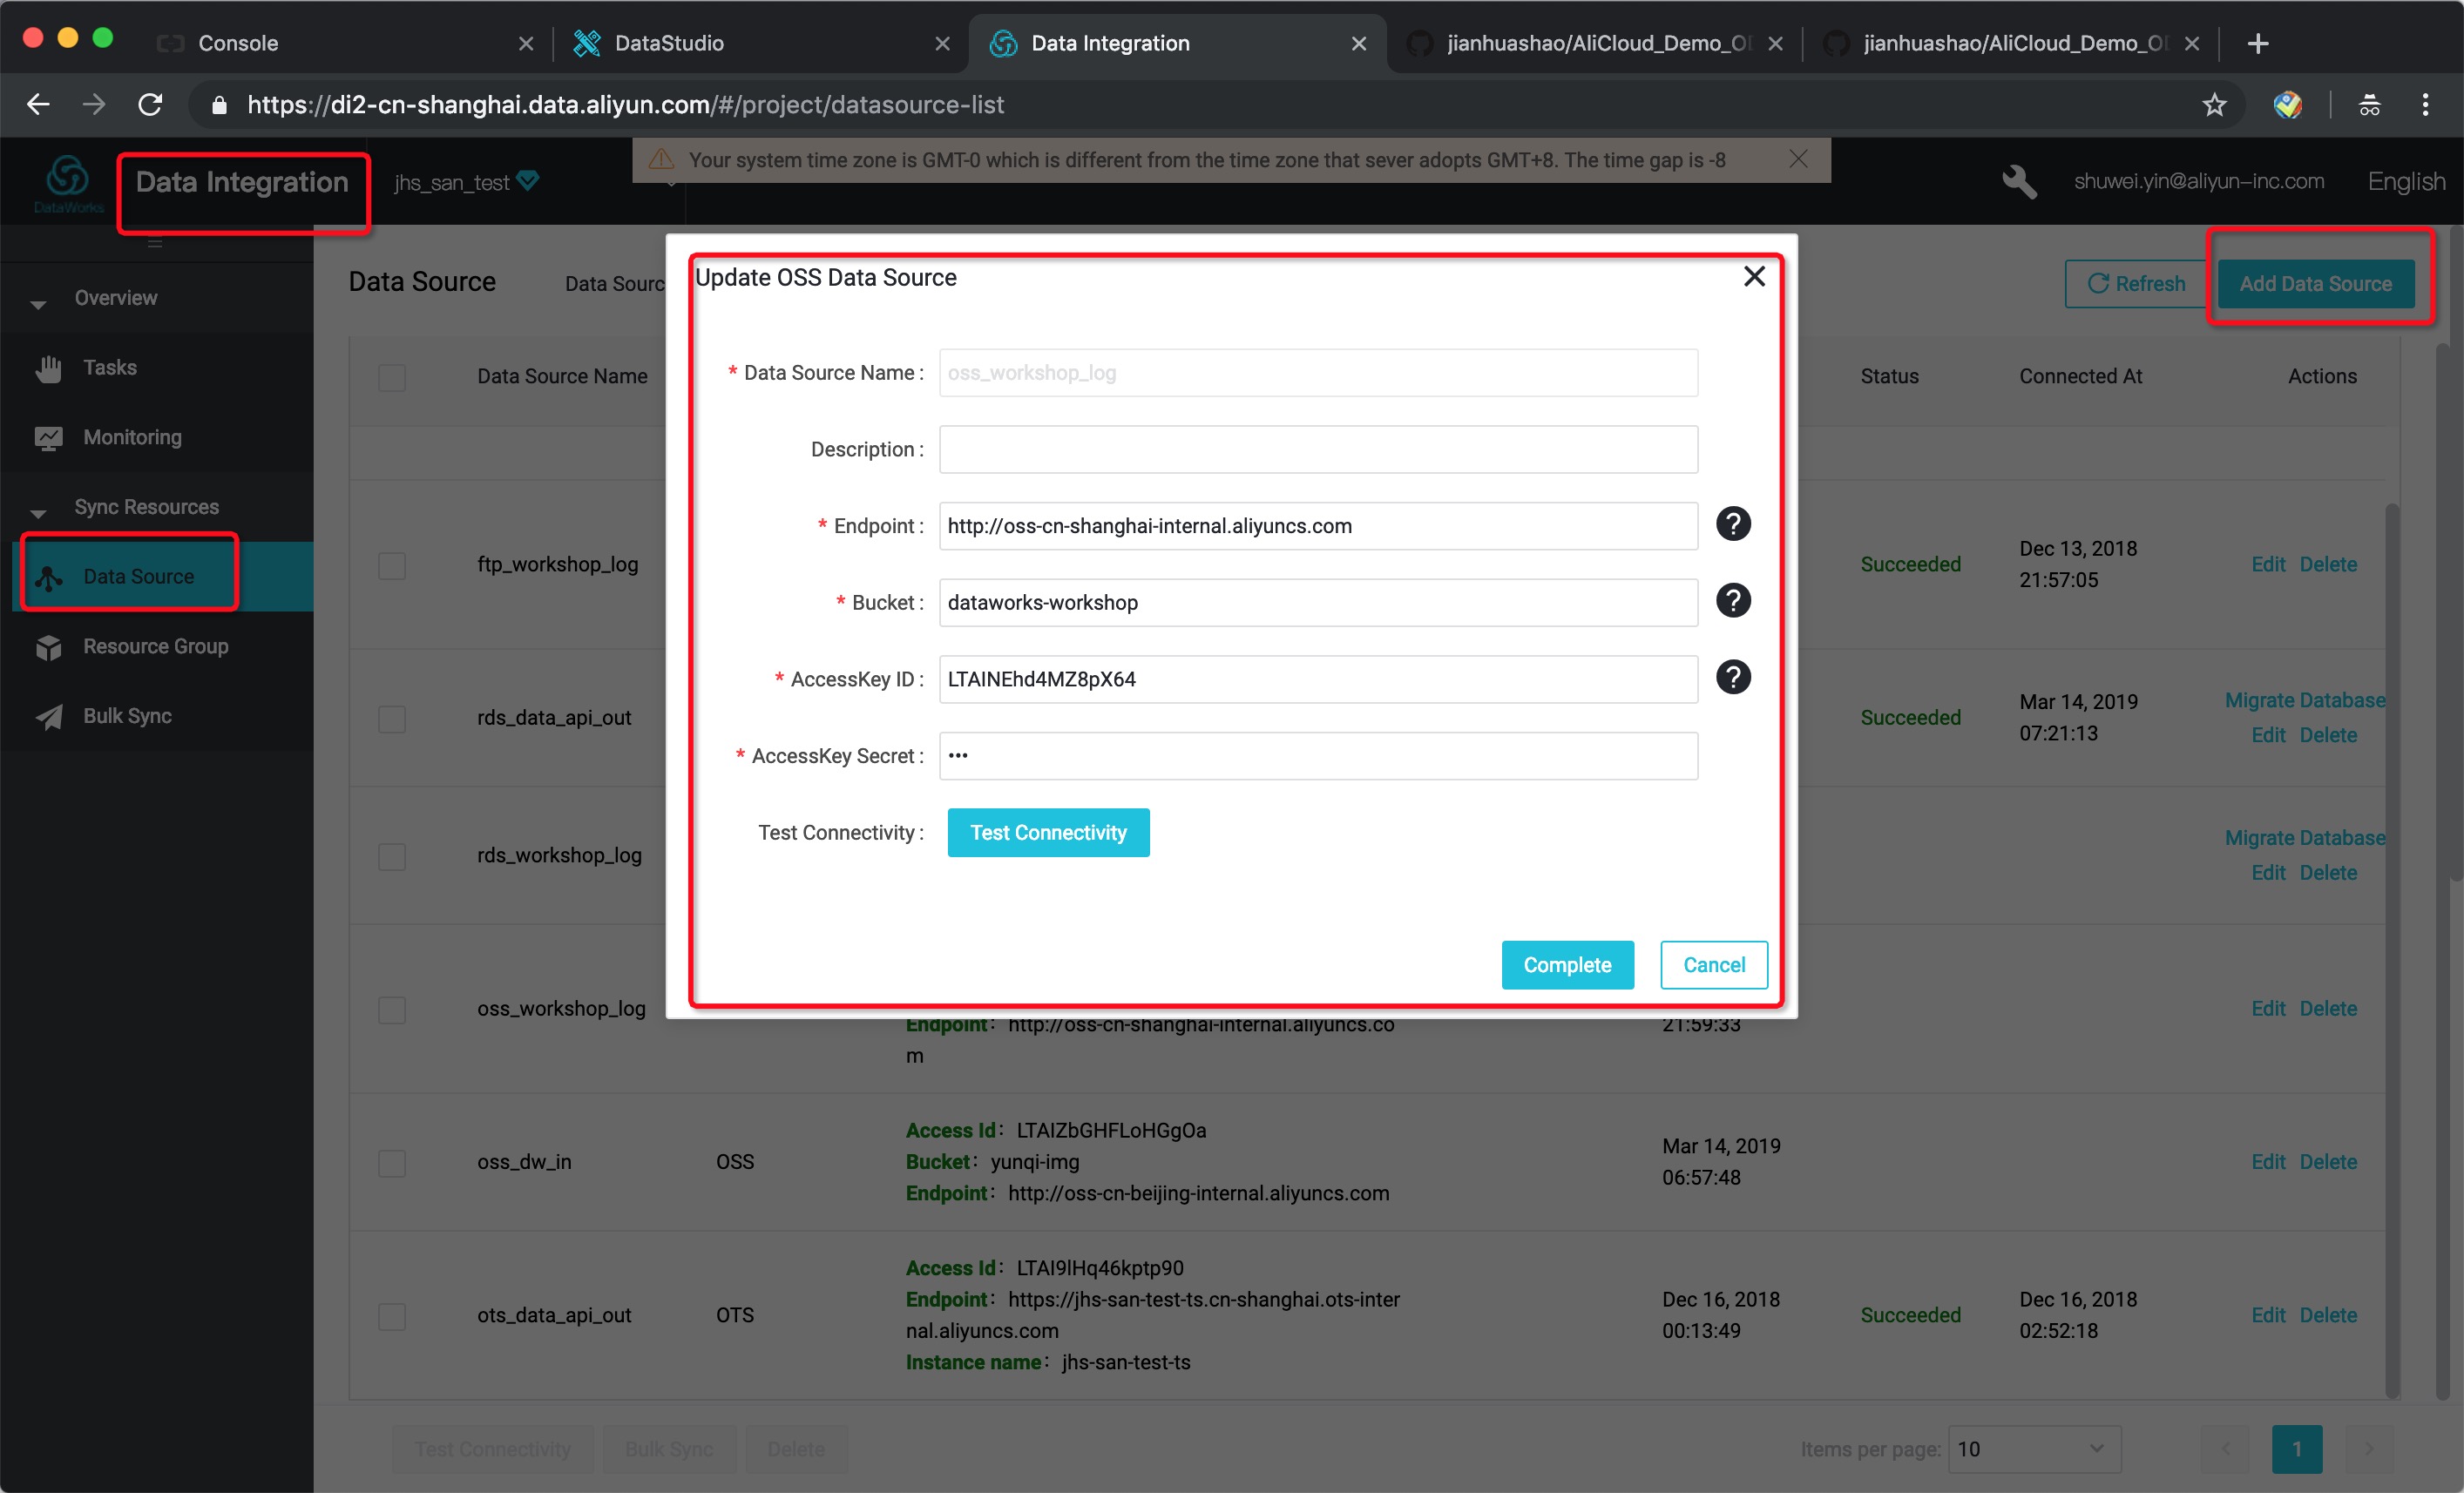 Console
DataStudio
Data Integration
jianhuashao/AliCloud_Demo_O
jianhuashao/AliCloud_Demo_O
https://di2-cn-shanghai.data.aliyun.com/#/project/datasource-list
DataWorks
Data Integration
jhs_san_test
Your system time zone is GMT-0 which is different from the time zone that sever adopts GMT+8. The time gap is -8
shuwei.yin@aliyun-inc.com
English
Overview
Tasks
Monitoring
Sync Resources
Data Source
Resource Group
Bulk Sync
Data Source
Data Sourc
Refresh
Add Data Source
Data Source Name
Status
Connected At
Actions
ftp_workshop_log
Succeeded
Dec 13, 2018
21:57:05
Edit Delete
rds_data_api_out
Succeeded
Mar 14, 2019
07:21:13
Migrate Database
Edit Delete
rds_workshop_log
Migrate Database
Edit Delete
oss_workshop_log
Endpoint: http://oss-cn-shanghai-internal.aliyuncs.co
m
21:59:33
Edit Delete
oss_dw_in
OSS
Access Id: LTAIZbGHFLoHGgOa
Bucket: yunqi-img
Endpoint: http://oss-cn-beijing-internal.aliyuncs.com
Mar 14, 2019
06:57:48
Edit Delete
ots_data_api_out
OTS
Access Id: LTAI9lHq46kptp90
Endpoint: https://jhs-san-test-ts.cn-shanghai.ots-inter
nal.aliyuncs.com
Instance name: jhs-san-test-ts
Dec 16, 2018
00:13:49
Succeeded
Dec 16, 2018
02:52:18
Edit Delete
Test Connectivity
Bulk Sync
Delete
Items per page: 10
1
Update OSS Data Source
* Data Source Name : oss_workshop_log
Description :
* Endpoint : http://oss-cn-shanghai-internal.aliyuncs.com
* Bucket : dataworks-workshop
* AccessKey ID : LTAINEhd4MZ8pX64
* AccessKey Secret : •••
Test Connectivity : Test Connectivity
Complete
Cancel